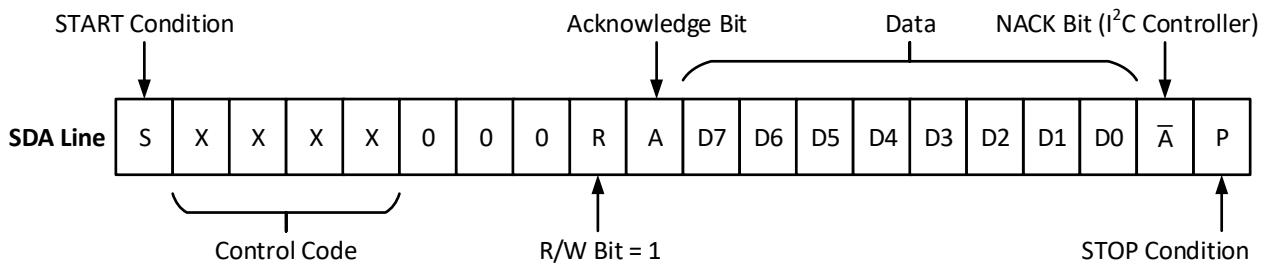 START Condition Acknowledge Bit Data NACK Bit (I²C Controller)
SDA Line S X X X X 0 0 0 R A D7 D6 D5 D4 D3 D2 D1 D0 A̅ P
Control Code R/W Bit = 1 STOP Condition